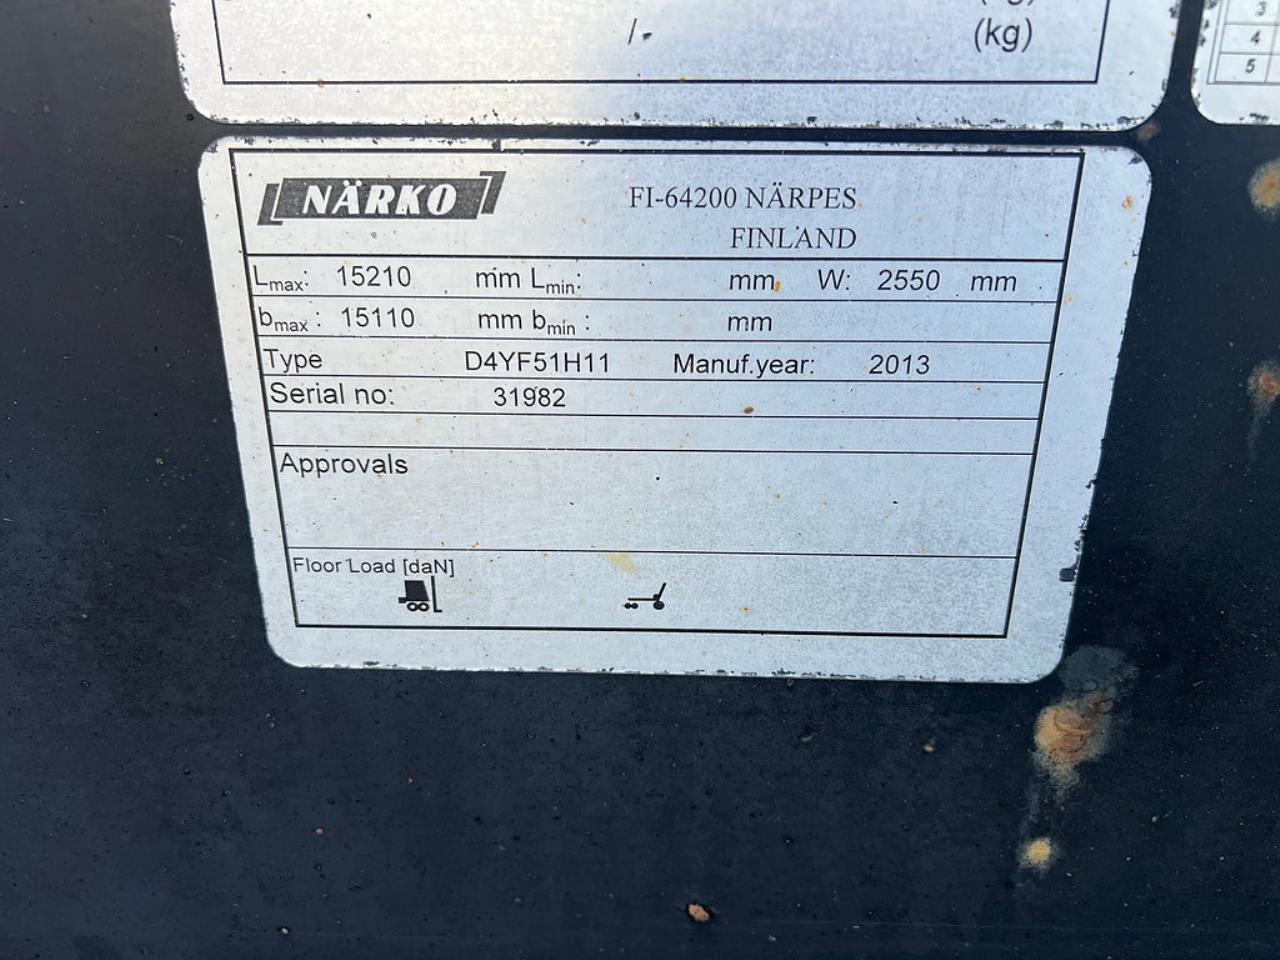 /-
(kg)
3
4
5
NÄRKO
FI-64200 NÄRPES
FINLAND
Lmax: 15210 mm Lmin: mm W: 2550 mm
bmax : 15110 mm bmin : mm
Type D4YF51H11 Manuf.year: 2013
Serial no: 31982
Approvals
Floor Load [daN]